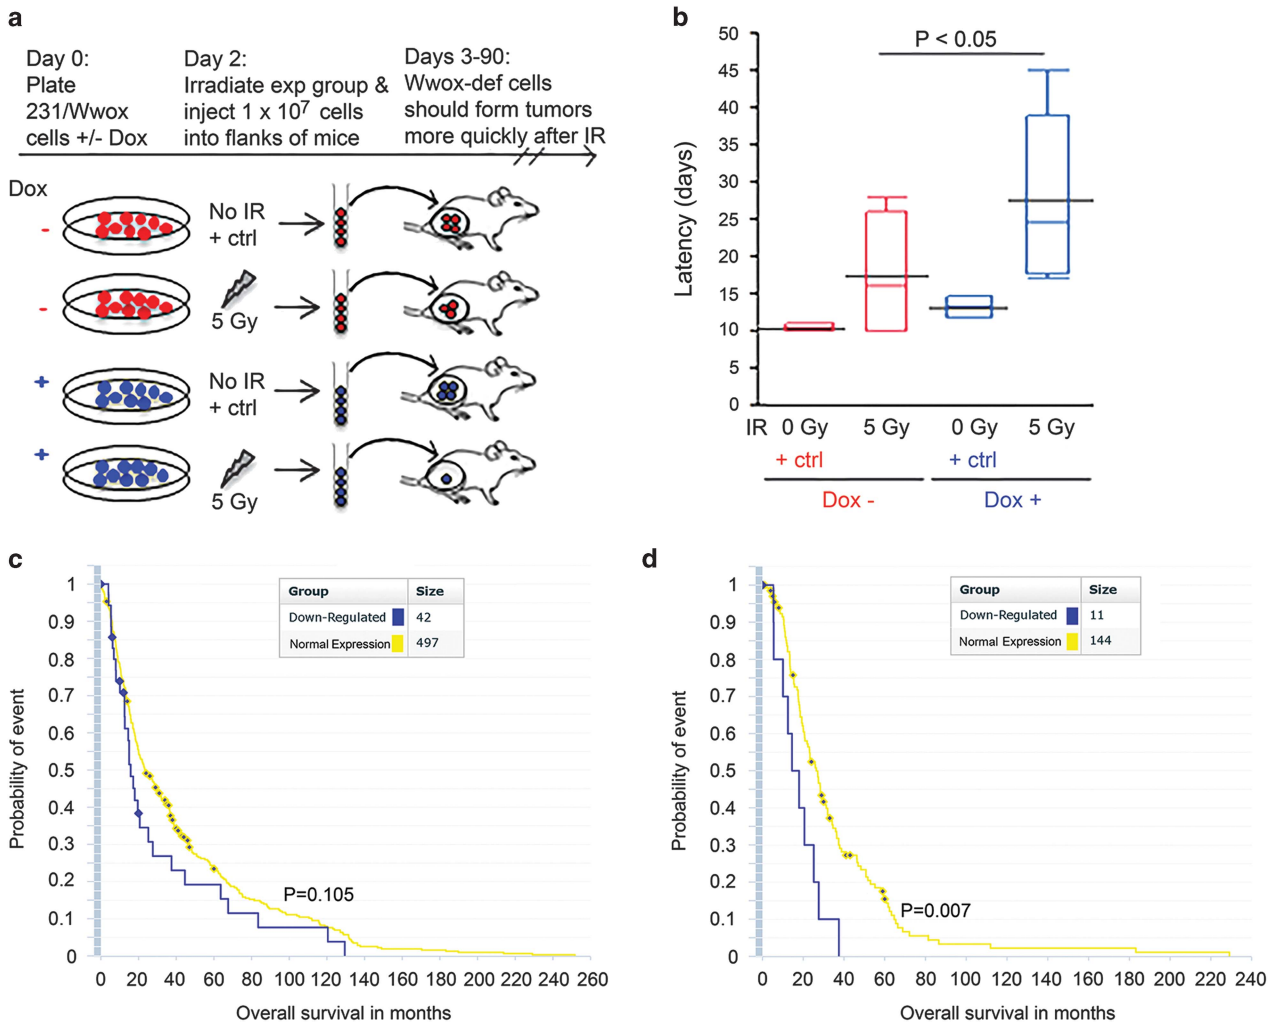 a
Day 0:
Plate
231/Wwox
cells +/- Dox
Day 2:
Irradiate exp group &
inject 1 x 10⁷ cells
into flanks of mice
Days 3-90:
Wwox-def cells
should form tumors
more quickly after IR
Dox
-
No IR
+ ctrl
-
5 Gy
+
No IR
+ ctrl
+
5 Gy
b
P < 0.05
Latency (days)
50
45
40
35
30
25
20
15
10
5
0
IR 0 Gy 5 Gy 0 Gy 5 Gy
+ ctrl + ctrl
Dox - Dox +
c
Group Size
Down-Regulated 42
Normal Expression 497
Probability of event
1
0.9
0.8
0.7
0.6
0.5
0.4
0.3
0.2
0.1
0
P=0.105
0 20 40 60 80 100 120 140 160 180 200 220 240 260
Overall survival in months
d
Group Size
Down-Regulated 11
Normal Expression 144
Probability of event
1
0.9
0.8
0.7
0.6
0.5
0.4
0.3
0.2
0.1
0
P=0.007
0 20 40 60 80 100 120 140 160 180 200 220 240
Overall survival in months